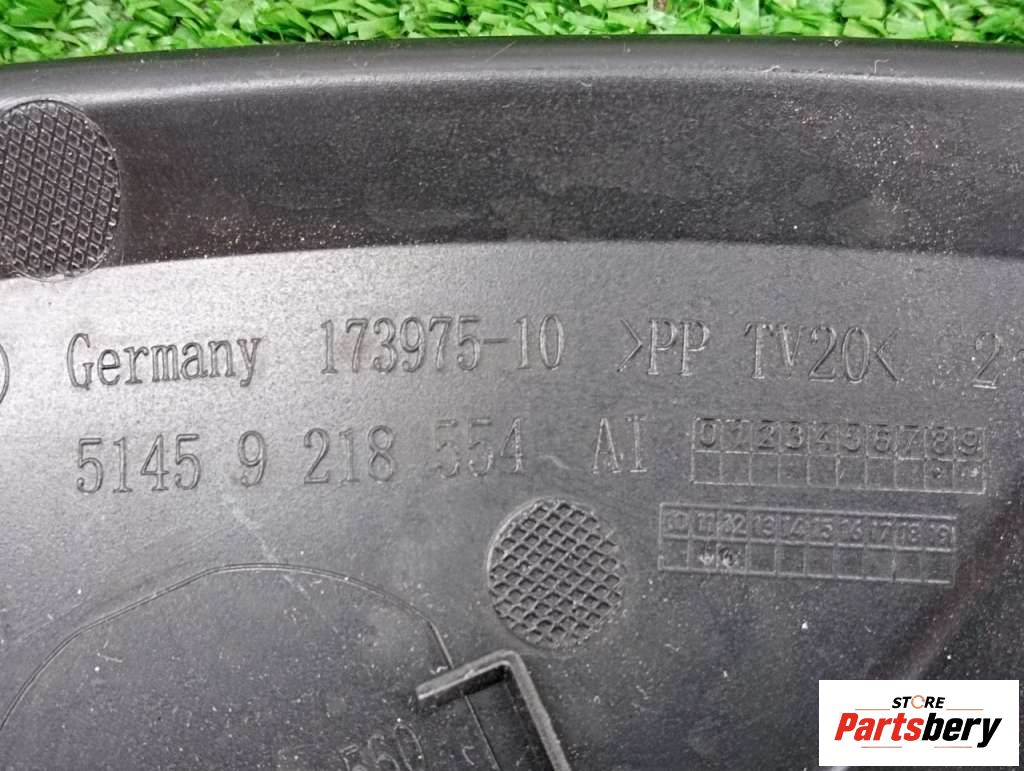 Germany 173975-10 >PP TV20< 2
5145 9 218 554 AI
0 1 2 3 4 5 6 7 8 9
10 11 12 13 14 15 16 17 18 19
STORE
Partsbery